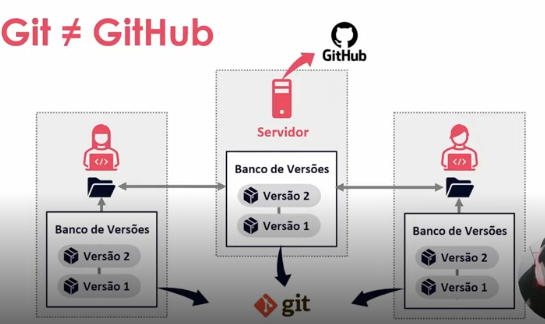 Git ≠ GitHub
GitHub
Servidor
Banco de Versões
Versão 2
Versão 1
Banco de Versões
Versão 2
Versão 1
Banco de Versões
Versão 2
Versão 1
git